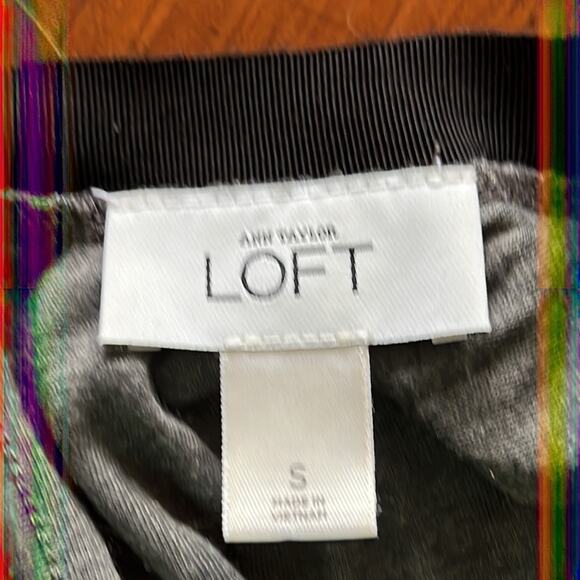 ANN TAYLOR
LOFT
S
MADE IN
VIETNAM